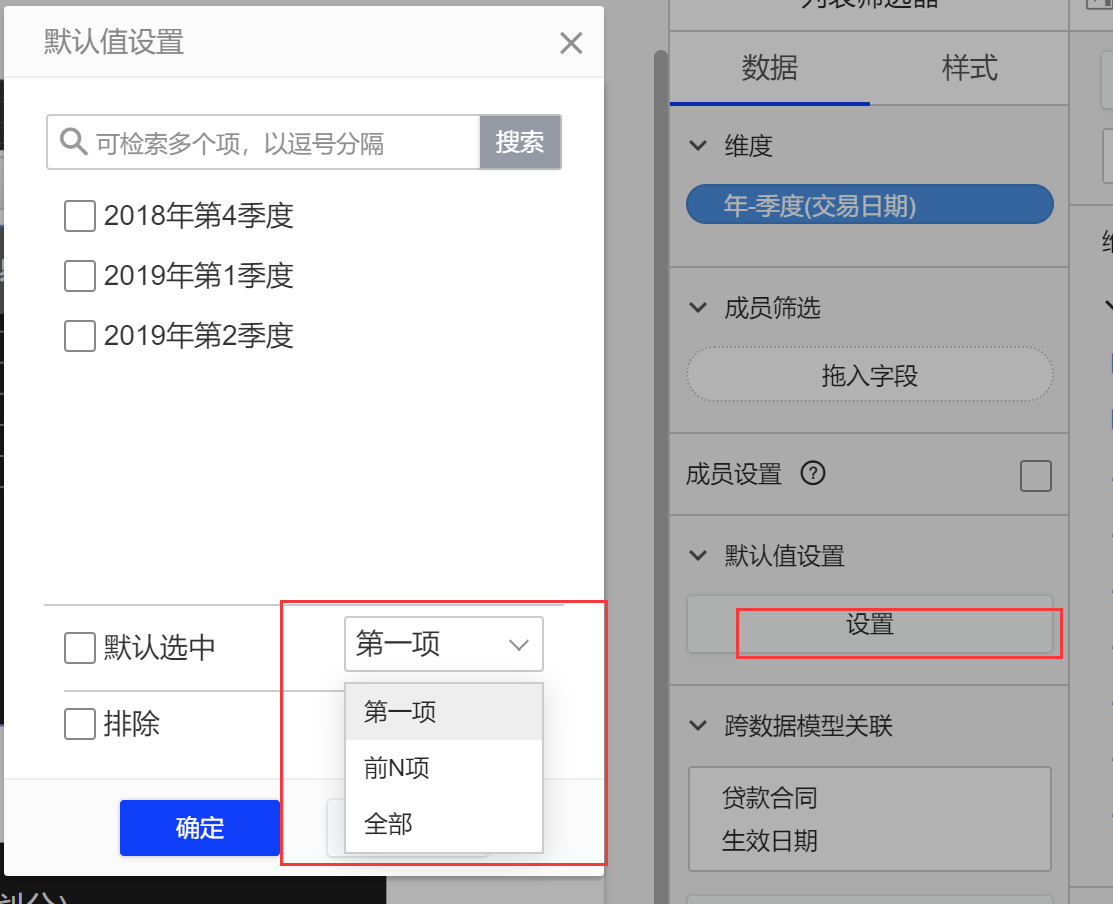 默认值设置
可检索多个项，以逗号分隔
搜索
2018年第4季度
2019年第1季度
2019年第2季度
默认选中
第一项
排除
第一项
前N项
全部
确定
列表筛选器
数据
样式
维度
年-季度(交易日期)
成员筛选
拖入字段
成员设置
默认值设置
设置
跨数据模型关联
贷款合同
生效日期